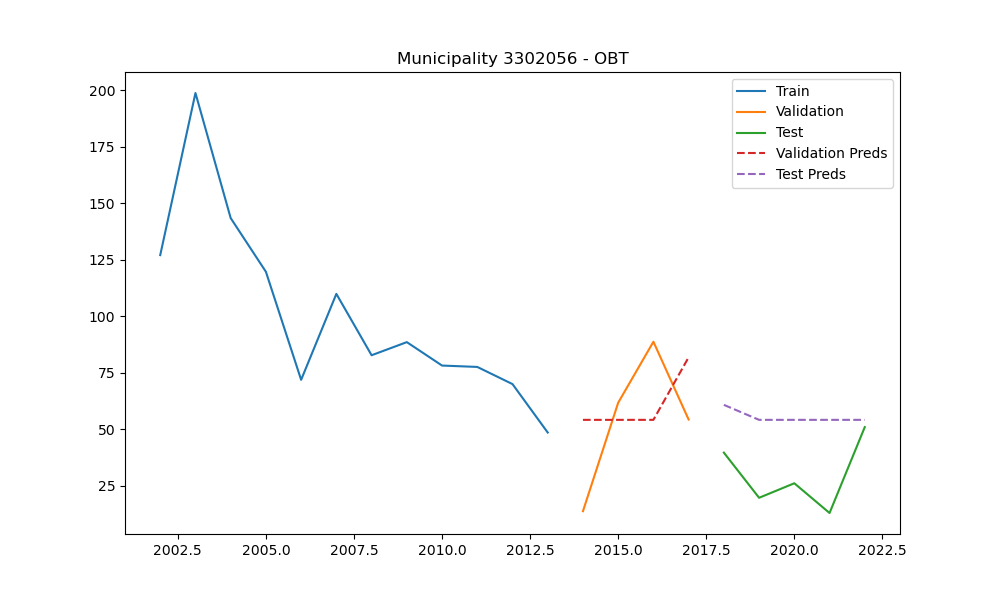 Municipality 3302056 - OBT
200
175
150
125
100
75
50
25
Train
Validation
Test
Validation Preds
Test Preds
2002.5 2005.0 2007.5 2010.0 2012.5 2015.0 2017.5 2020.0 2022.5